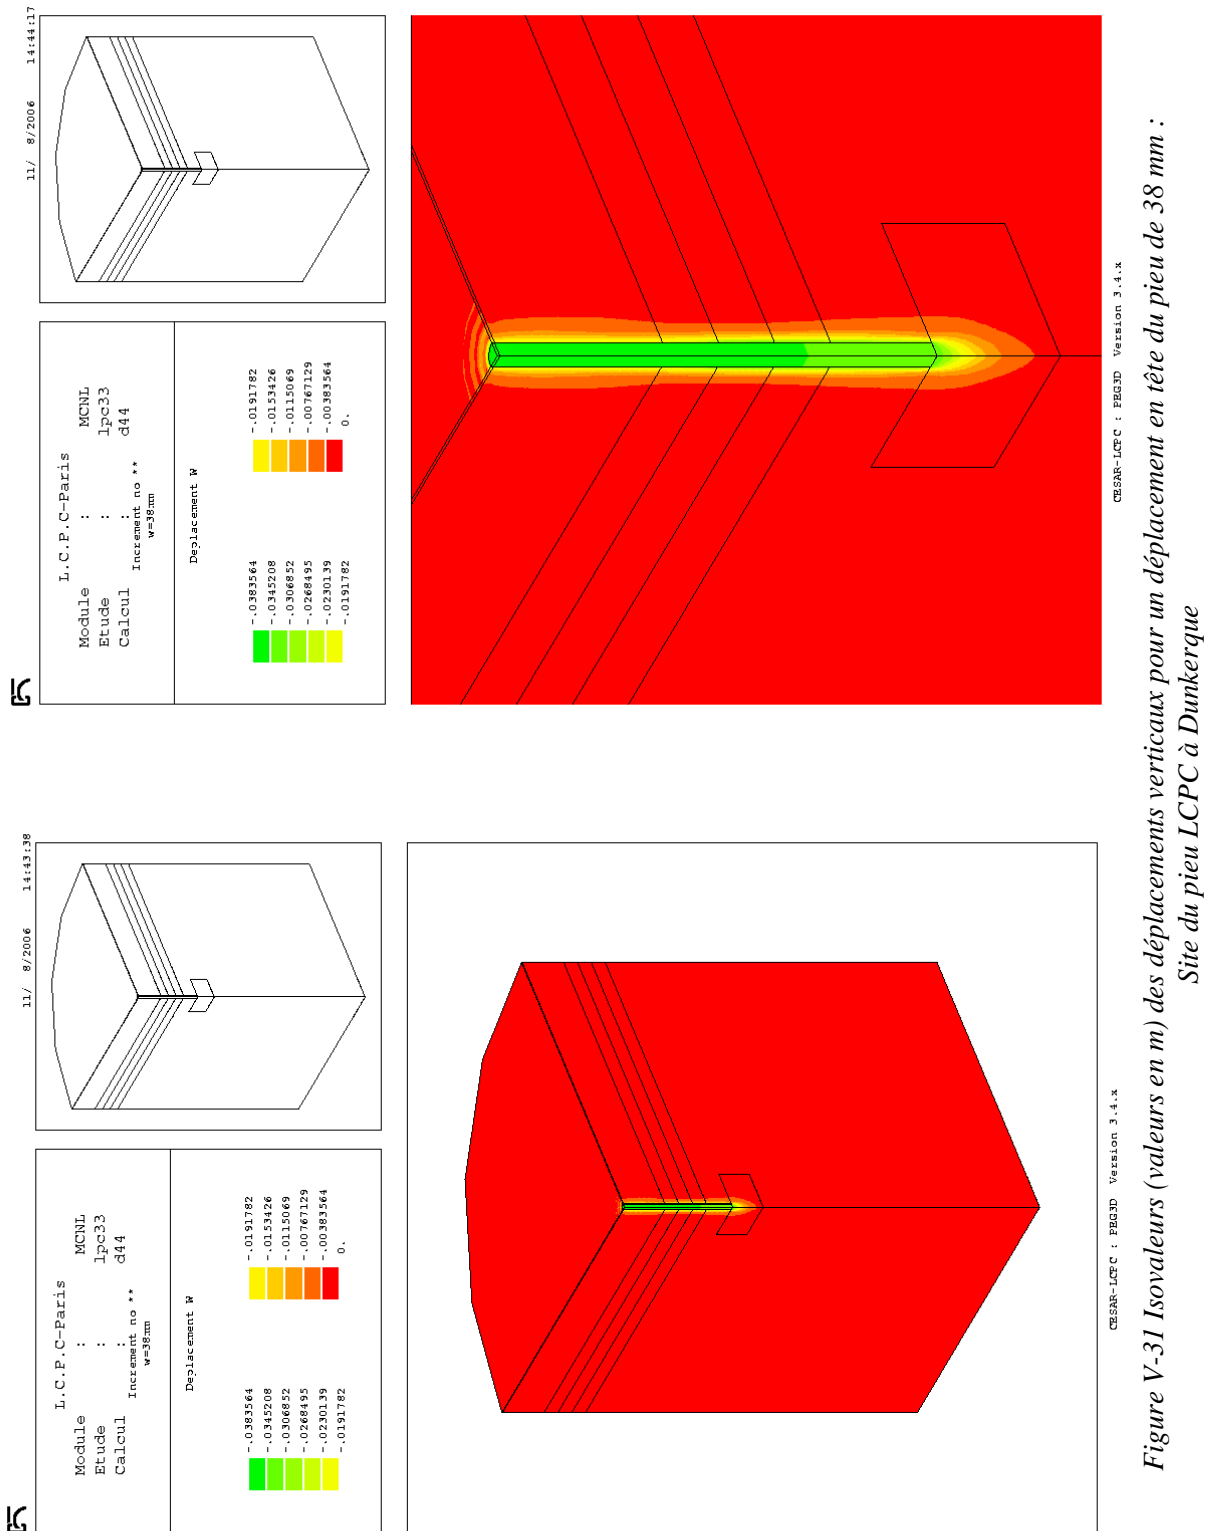 11/ 8/2006 14:43:38
L.C.P.C-Paris
Module : MCNL
Etude : lpc33
Calcul : d44
Increment no **
w=38mm
Deplacement W
-.0383564
-.0345208
-.0306852
-.0268495
-.0230139
-.0191782
-.0191782
-.0153426
-.0115069
-.00767129
-.00383564
0.
CESAR-LCPC : PEG3D Version 3.4.x
11/ 8/2006 14:44:17
L.C.P.C-Paris
Module : MCNL
Etude : lpc33
Calcul : d44
Increment no **
w=38mm
Deplacement W
-.0383564
-.0345208
-.0306852
-.0268495
-.0230139
-.0191782
-.0191782
-.0153426
-.0115069
-.00767129
-.00383564
0.
CESAR-LCPC : PEG3D Version 3.4.x
Figure V-31 Isovaleurs (valeurs en m) des déplacements verticaux pour un déplacement en tête du pieu de 38 mm :
Site du pieu LCPC à Dunkerque